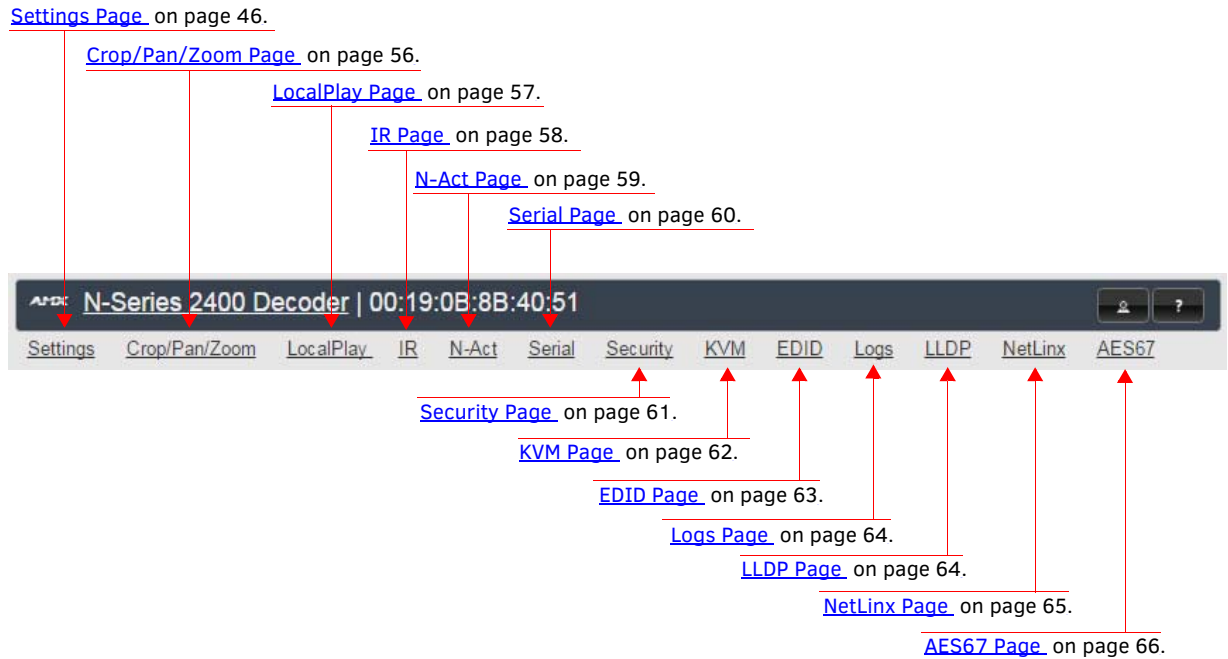 Settings Page on page 46.
Crop/Pan/Zoom Page on page 56.
LocalPlay Page on page 57.
IR Page on page 58.
N-Act Page on page 59.
Serial Page on page 60.
AMX N-Series 2400 Decoder | 00:19:0B:8B:40:51 ?
Settings Crop/Pan/Zoom LocalPlay IR N-Act Serial Security KVM EDID Logs LLDP NetLinx AES67
Security Page on page 61.
KVM Page on page 62.
EDID Page on page 63.
Logs Page on page 64.
LLDP Page on page 64.
NetLinx Page on page 65.
AES67 Page on page 66.